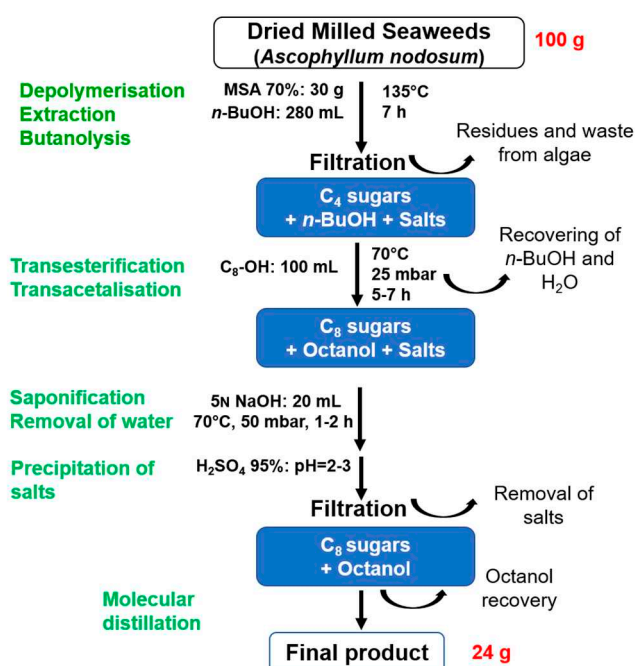 Dried Milled Seaweeds
(Ascophyllum nodosum)
100 g
Depolymerisation
Extraction
Butanolysis
MSA 70%: 30 g
n-BuOH: 280 mL
135°C
7 h
Filtration
Residues and waste
from algae
C₄ sugars
+ n-BuOH + Salts
Transesterification
Transacetalisation
C₈-OH: 100 mL
70°C
25 mbar
5-7 h
Recovering of
n-BuOH and
H₂O
C₈ sugars
+ Octanol + Salts
Saponification
Removal of water
5N NaOH: 20 mL
70°C, 50 mbar, 1-2 h
Precipitation of
salts
H₂SO₄ 95%: pH=2-3
Filtration
Removal of
salts
C₈ sugars
+ Octanol
Octanol
recovery
Molecular
distillation
Final product
24 g